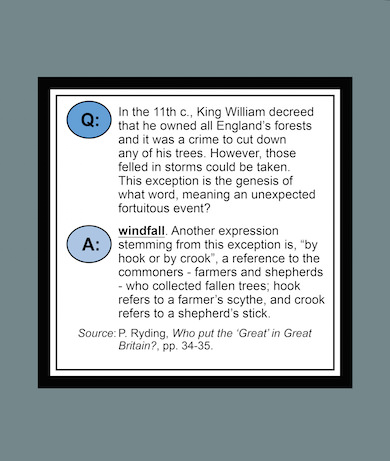 Q:
In the 11th c., King William decreed
that he owned all England's forests
and it was a crime to cut down
any of his trees. However, those
felled in storms could be taken.
This exception is the genesis of
what word, meaning an unexpected
fortuitous event?
A:
windfall. Another expression
stemming from this exception is, “by
hook or by crook”, a reference to the
commoners - farmers and shepherds
- who collected fallen trees; hook
refers to a farmer's scythe, and crook
refers to a shepherd's stick.
Source: P. Ryding, Who put the ‘Great’ in Great
Britain?, pp. 34-35.